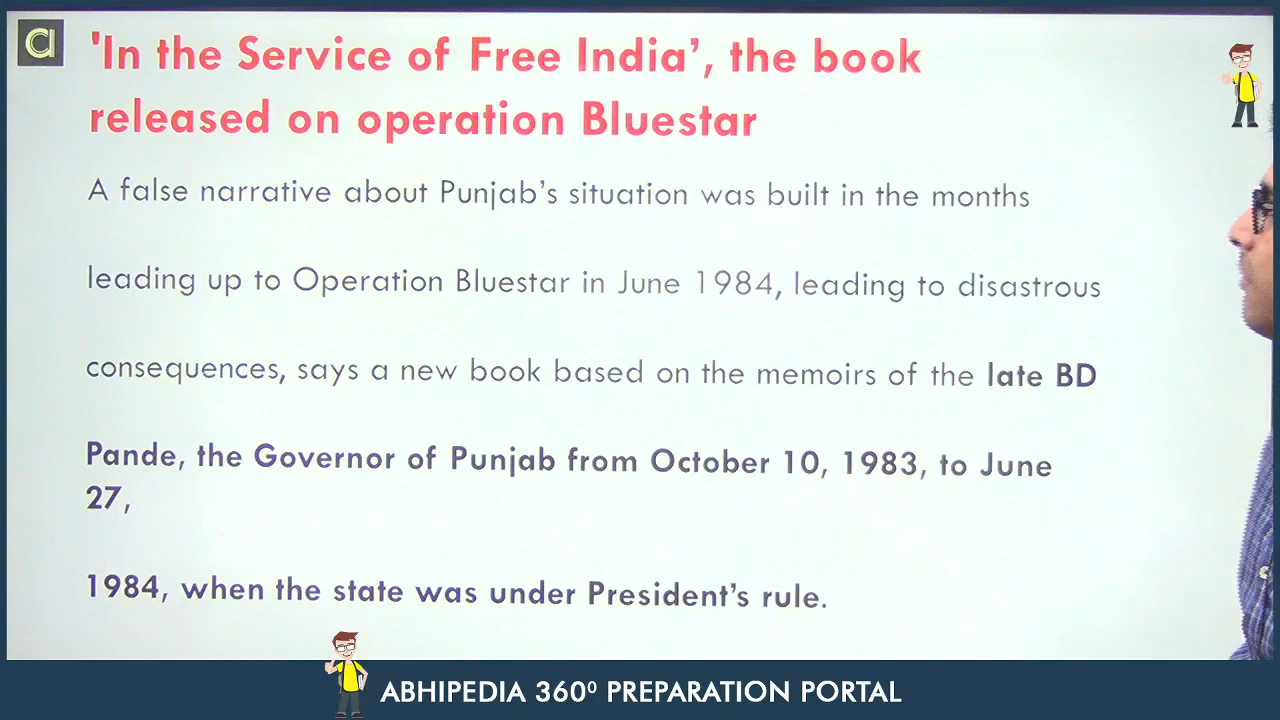 a
'In the Service of Free India’, the book
released on operation Bluestar
A false narrative about Punjab’s situation was built in the months
leading up to Operation Bluestar in June 1984, leading to disastrous
consequences, says a new book based on the memoirs of the late BD
Pande, the Governor of Punjab from October 10, 1983, to June
27,
1984, when the state was under President’s rule.
ABHIPEDIA 360⁰ PREPARATION PORTAL